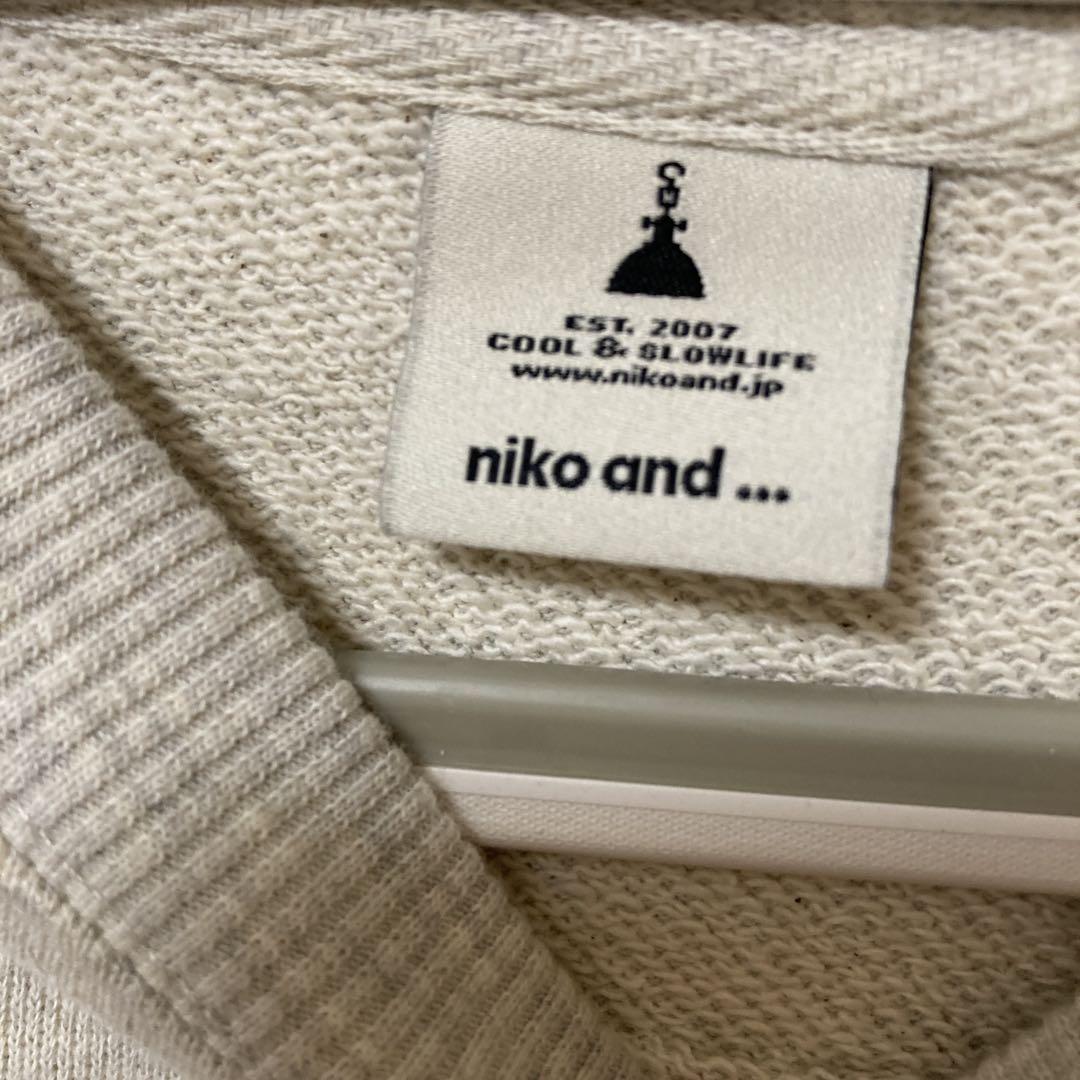 EST. 2007
COOL & SLOWLIFE
www.nikoand.jp
niko and ...